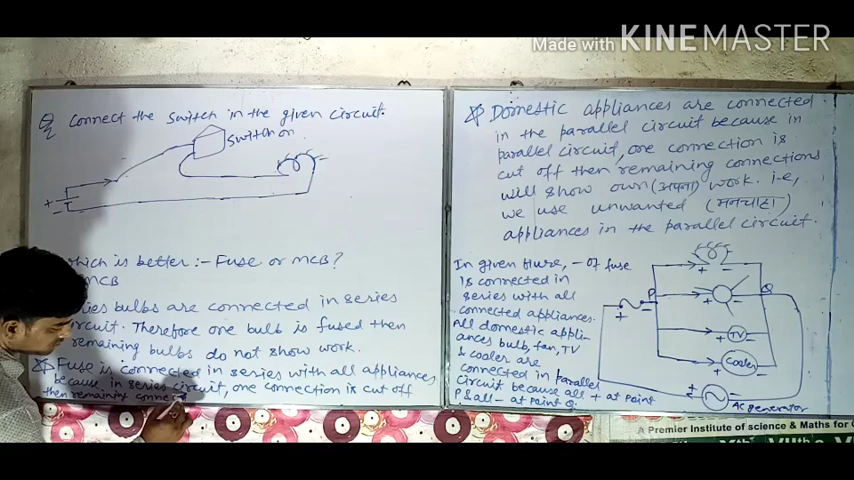 Made with KINEMASTER
Q Connect the Switch in the given circuit.
Switch on
which is better :- Fuse or MCB?
MCB
bulbs are connected in series
Therefore one bulb is fused then
remaining bulbs do not show work.
Fuse is connected in series with all appliances
because in series circuit, one connection is cut off
then remaining connec
Domestic appliances are connected
in the parallel circuit because in
parallel circuit, one connection is
cut off then remaining connections
will show own (अपना) work. i.e,
we use unwanted (मनचाहा)
appliances in the parallel circuit.
In given , - of fuse
is connected in
series with all
connected appliances.
All domestic appli-
ances bulb, fan, TV
& cooler are
connected in parallel
circuit because all + at point
P & all - at point Q.
P
Q
TV
Cooler
AC generator
A Premier Institute of science & Maths for